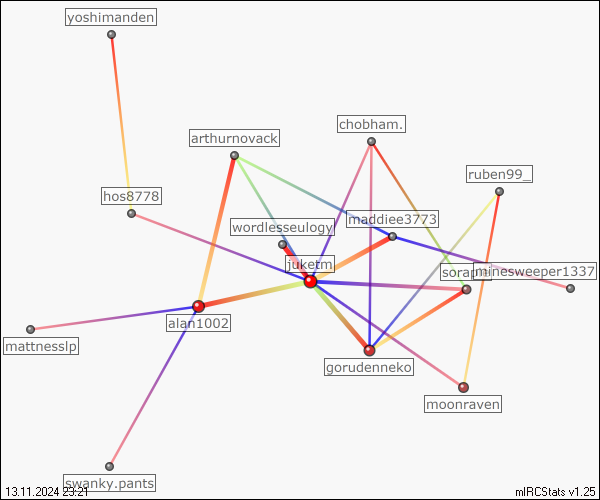 yoshimanden
chobham.
arthurnovack
ruben99_
hos8778
maddiee3773
wordlesseulogy
juketm
minesweeper1337
alan1002
mattnesslp
gorudenneko
moonraven
swanky.pants
13.11.2024 23:21
mIRCStats v1.25